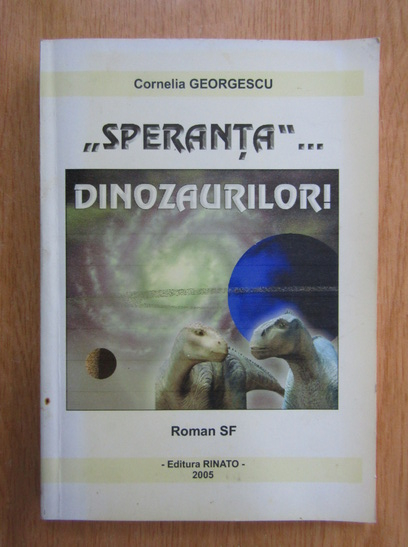 Cornelia GEORGESCU
„SPERANȚA“...
DINOZAURILOR!
Roman SF
- Editura RINATO -
2005